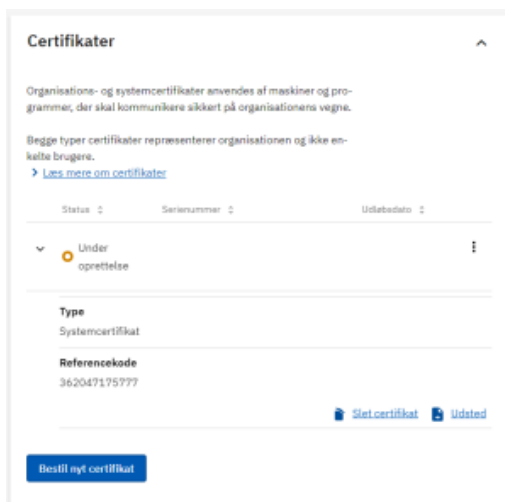 Certifikater
Organisations- og systemcertifikater anvendes af maskiner og pro-
grammer, der skal kommunikere sikkert på organisationens vegne.
Begge typer certifikater repræsenterer organisationen og ikke en-
kelte brugere.
Læs mere om certifikater
Status Serienummer Udløbsdato
Under
oprettelse
Type
Systemcertifikat
Referencekode
362047175777
Slet certifikat Udsted
Bestil nyt certifikat